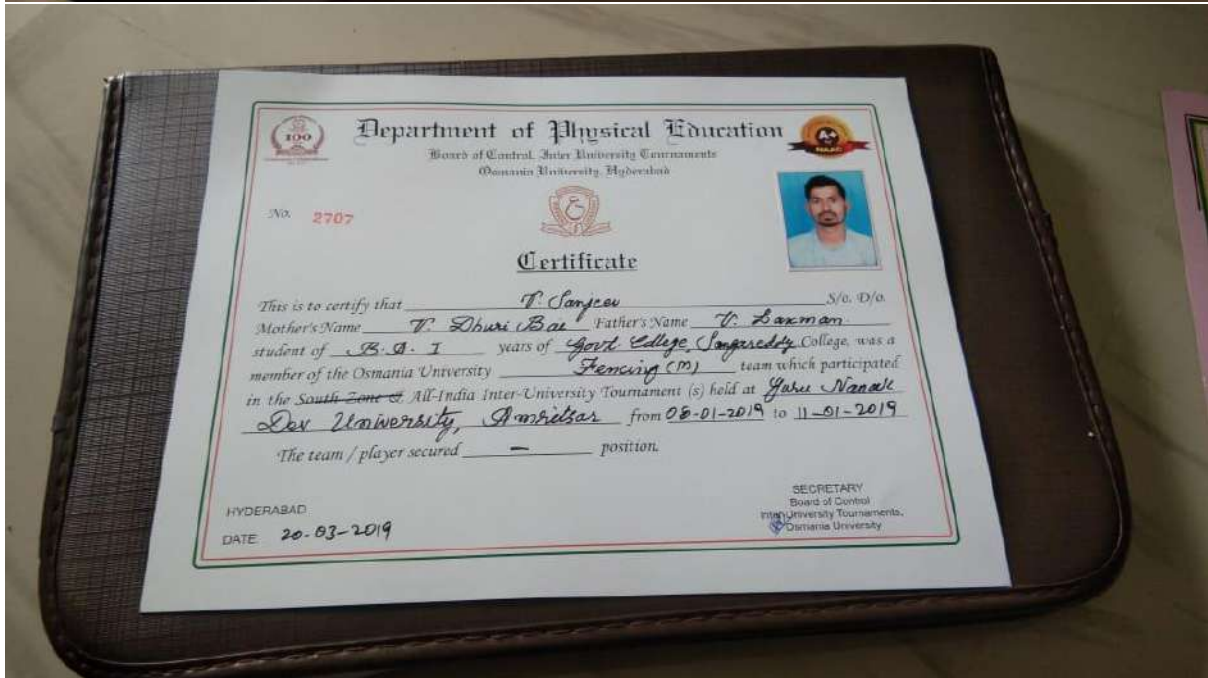 100
Department of Physical Education
Board of Control, Inter University Tournaments
Osmania University, Hyderabad
A+
NAAC
No. 2707
Certificate
This is to certify that V. Sanjeev S/o. D/o.
Mother's Name V. Dhuri Bai Father's Name V. Laxman
student of B.A. I years of Govt. College, Sangareddy College, was a
member of the Osmania University Fencing (M) team which participated
in the South Zone & All-India Inter-University Tournament (s) held at Guru Nanak
Dev University, Amritsar from 08-01-2019 to 11-01-2019
The team / player secured — position.
SECRETARY
Board of Control
Inter University Tournaments,
Osmania University
HYDERABAD
DATE 20-03-2019